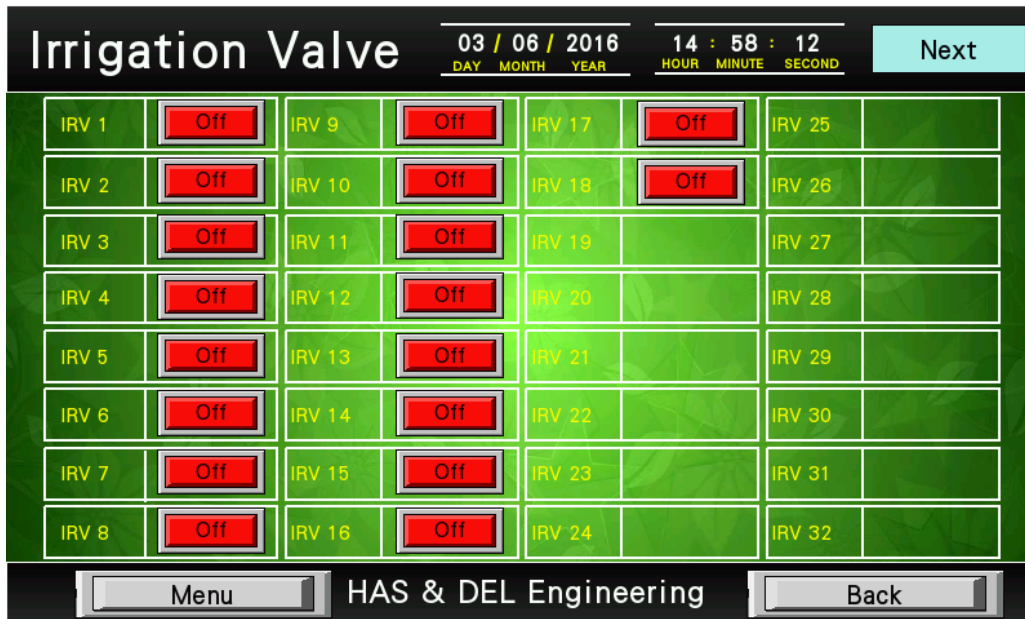 Irrigation Valve 03 / 06 / 2016 14 : 58 : 12 Next
DAY MONTH YEAR HOUR MINUTE SECOND
IRV 1 Off IRV 9 Off IRV 17 Off IRV 25
IRV 2 Off IRV 10 Off IRV 18 Off IRV 26
IRV 3 Off IRV 11 Off IRV 19 IRV 27
IRV 4 Off IRV 12 Off IRV 20 IRV 28
IRV 5 Off IRV 13 Off IRV 21 IRV 29
IRV 6 Off IRV 14 Off IRV 22 IRV 30
IRV 7 Off IRV 15 Off IRV 23 IRV 31
IRV 8 Off IRV 16 Off IRV 24 IRV 32
Menu HAS & DEL Engineering Back